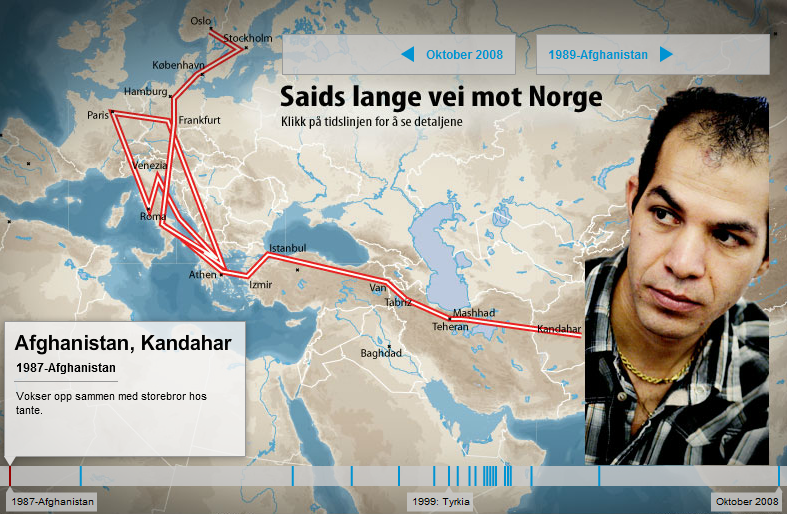 Oslo
Stockholm
Oktober 2008
1989-Afghanistan
København
Hamburg
Saids lange vei mot Norge
Klikk på tidslinjen for å se detaljene
Paris
Frankfurt
Venezia
Roma
Istanbul
Athen
Izmir
Van
Tabriz
Mashhad
Teheran
Kandahar
Baghdad
Afghanistan, Kandahar
1987-Afghanistan
Vokser opp sammen med storebror hos
tante.
1987-Afghanistan
1999: Tyrkia
Oktober 2008